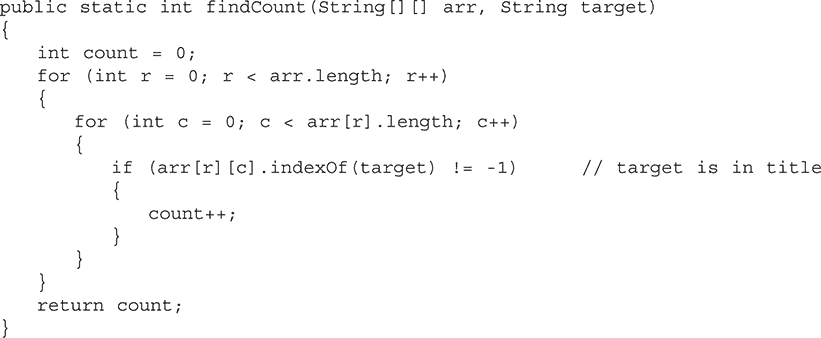 public static int findCount(String[][] arr, String target)
{
   int count = 0;
   for (int r = 0; r < arr.length; r++)
   {
      for (int c = 0; c < arr[r].length; c++)
      {
         if (arr[r][c].indexOf(target) != -1)     // target is in title
         {
            count++;
         }
      }
   }
   return count;
}